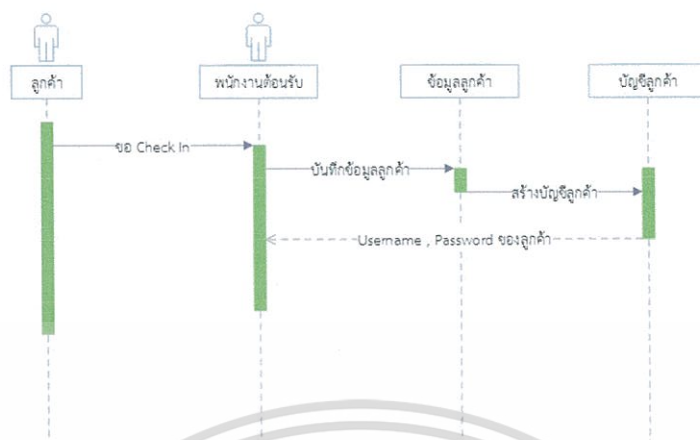 ลูกค้า
พนักงานต้อนรับ
ข้อมูลลูกค้า
บัญชีลูกค้า
ขอ Check In
บันทึกข้อมูลลูกค้า
สร้างบัญชีลูกค้า
Username , Password ของลูกค้า